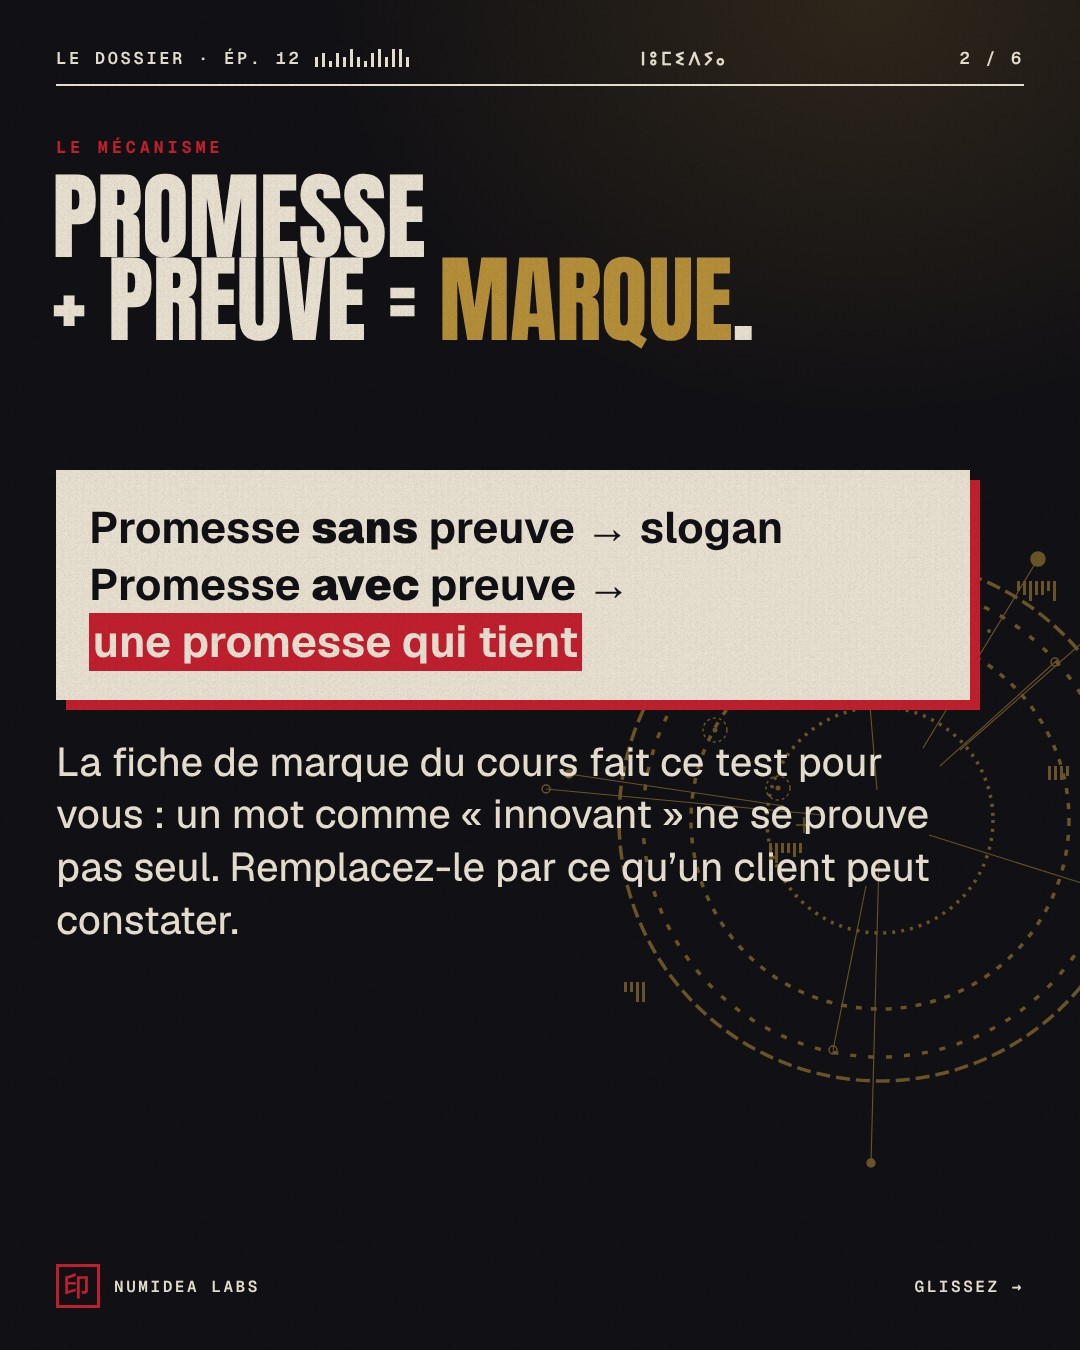 LE DOSSIER · ÉP. 12
ⵏⵓⵎⵉⴷⵢⴰ
2 / 6
LE MÉCANISME
PROMESSE
+ PREUVE = MARQUE.
Promesse sans preuve → slogan
Promesse avec preuve →
une promesse qui tient
La fiche de marque du cours fait ce test pour
vous : un mot comme « innovant » ne se prouve
pas seul. Remplacez-le par ce qu’un client peut
constater.
印
NUMIDEA LABS
GLISSEZ →